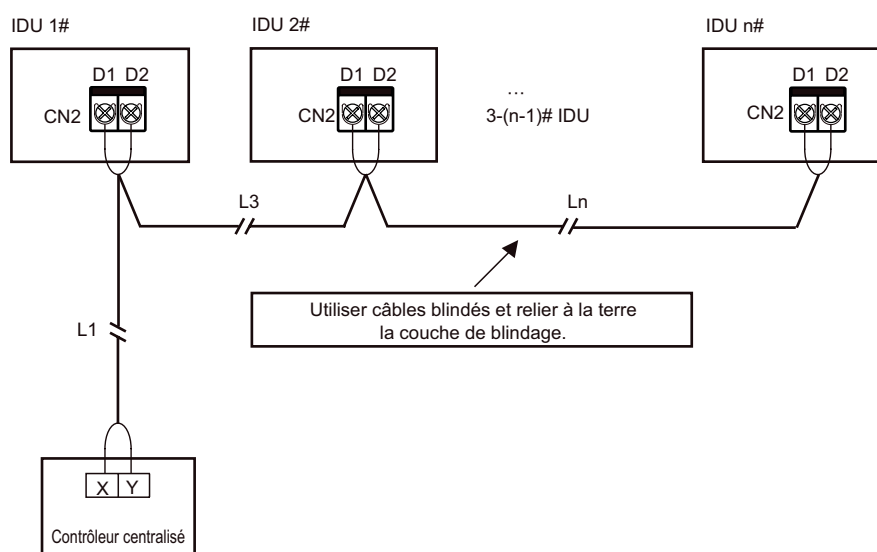 IDU 1#
IDU 2#
IDU n#
D1 D2
D1 D2
D1 D2
CN2
CN2
CN2
...
3-(n-1)# IDU
L3
Ln
Utiliser câbles blindés et relier à la terre
la couche de blindage.
L1
X Y
Contrôleur centralisé